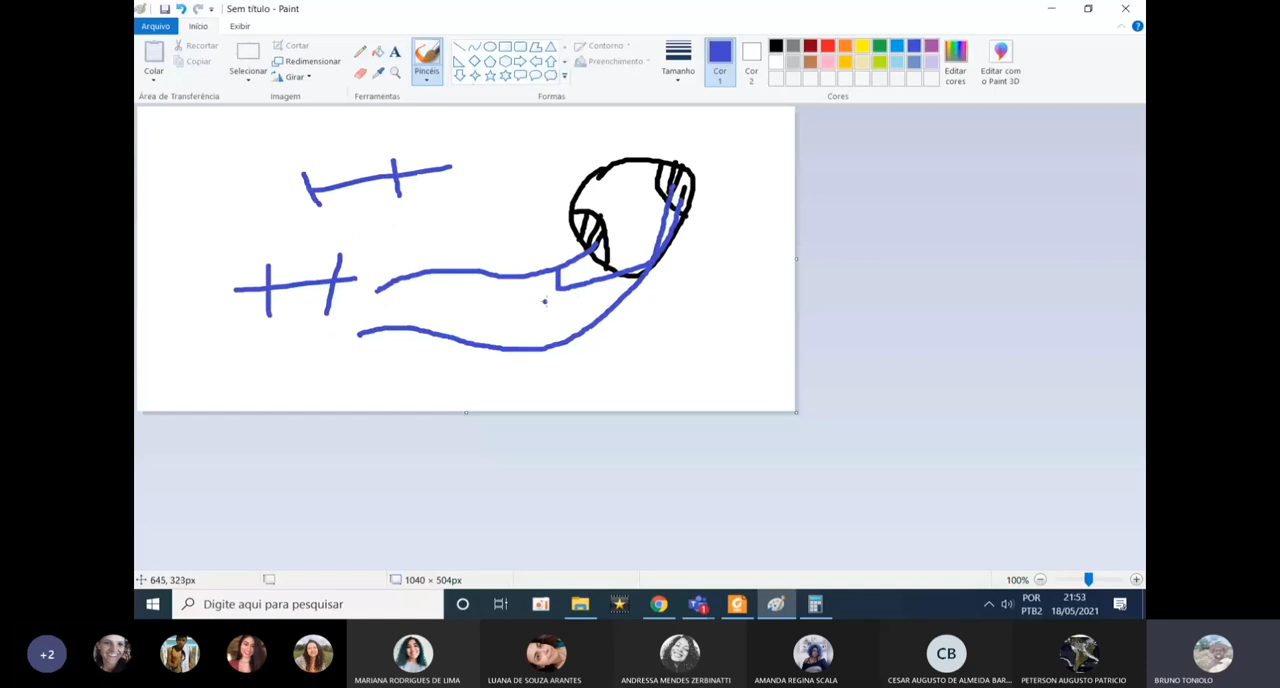 Sem título - Paint
Arquivo Início Exibir
Colar
Recortar
Copiar
Área de Transferência
Selecionar
Cortar
Redimensionar
Girar
Imagem
A
Ferramentas
Pincéis
Contorno
Preenchimento
Formas
Tamanho
Cor
1
Cor
2
Editar
cores
Editar com
o Paint 3D
Cores
645, 323px
1040 × 504px
100%
Digite aqui para pesquisar
1
POR
PTB2
21:53
18/05/2021
+2
MARIANA RODRIGUES DE LIMA
LUANA DE SOUZA ARANTES
ANDRESSA MENDES ZERBINATTI
AMANDA REGINA SCALA
CB
CESAR AUGUSTO DE ALMEIDA BAR...
PETERSON AUGUSTO PATRICIO
BRUNO TONIOLO